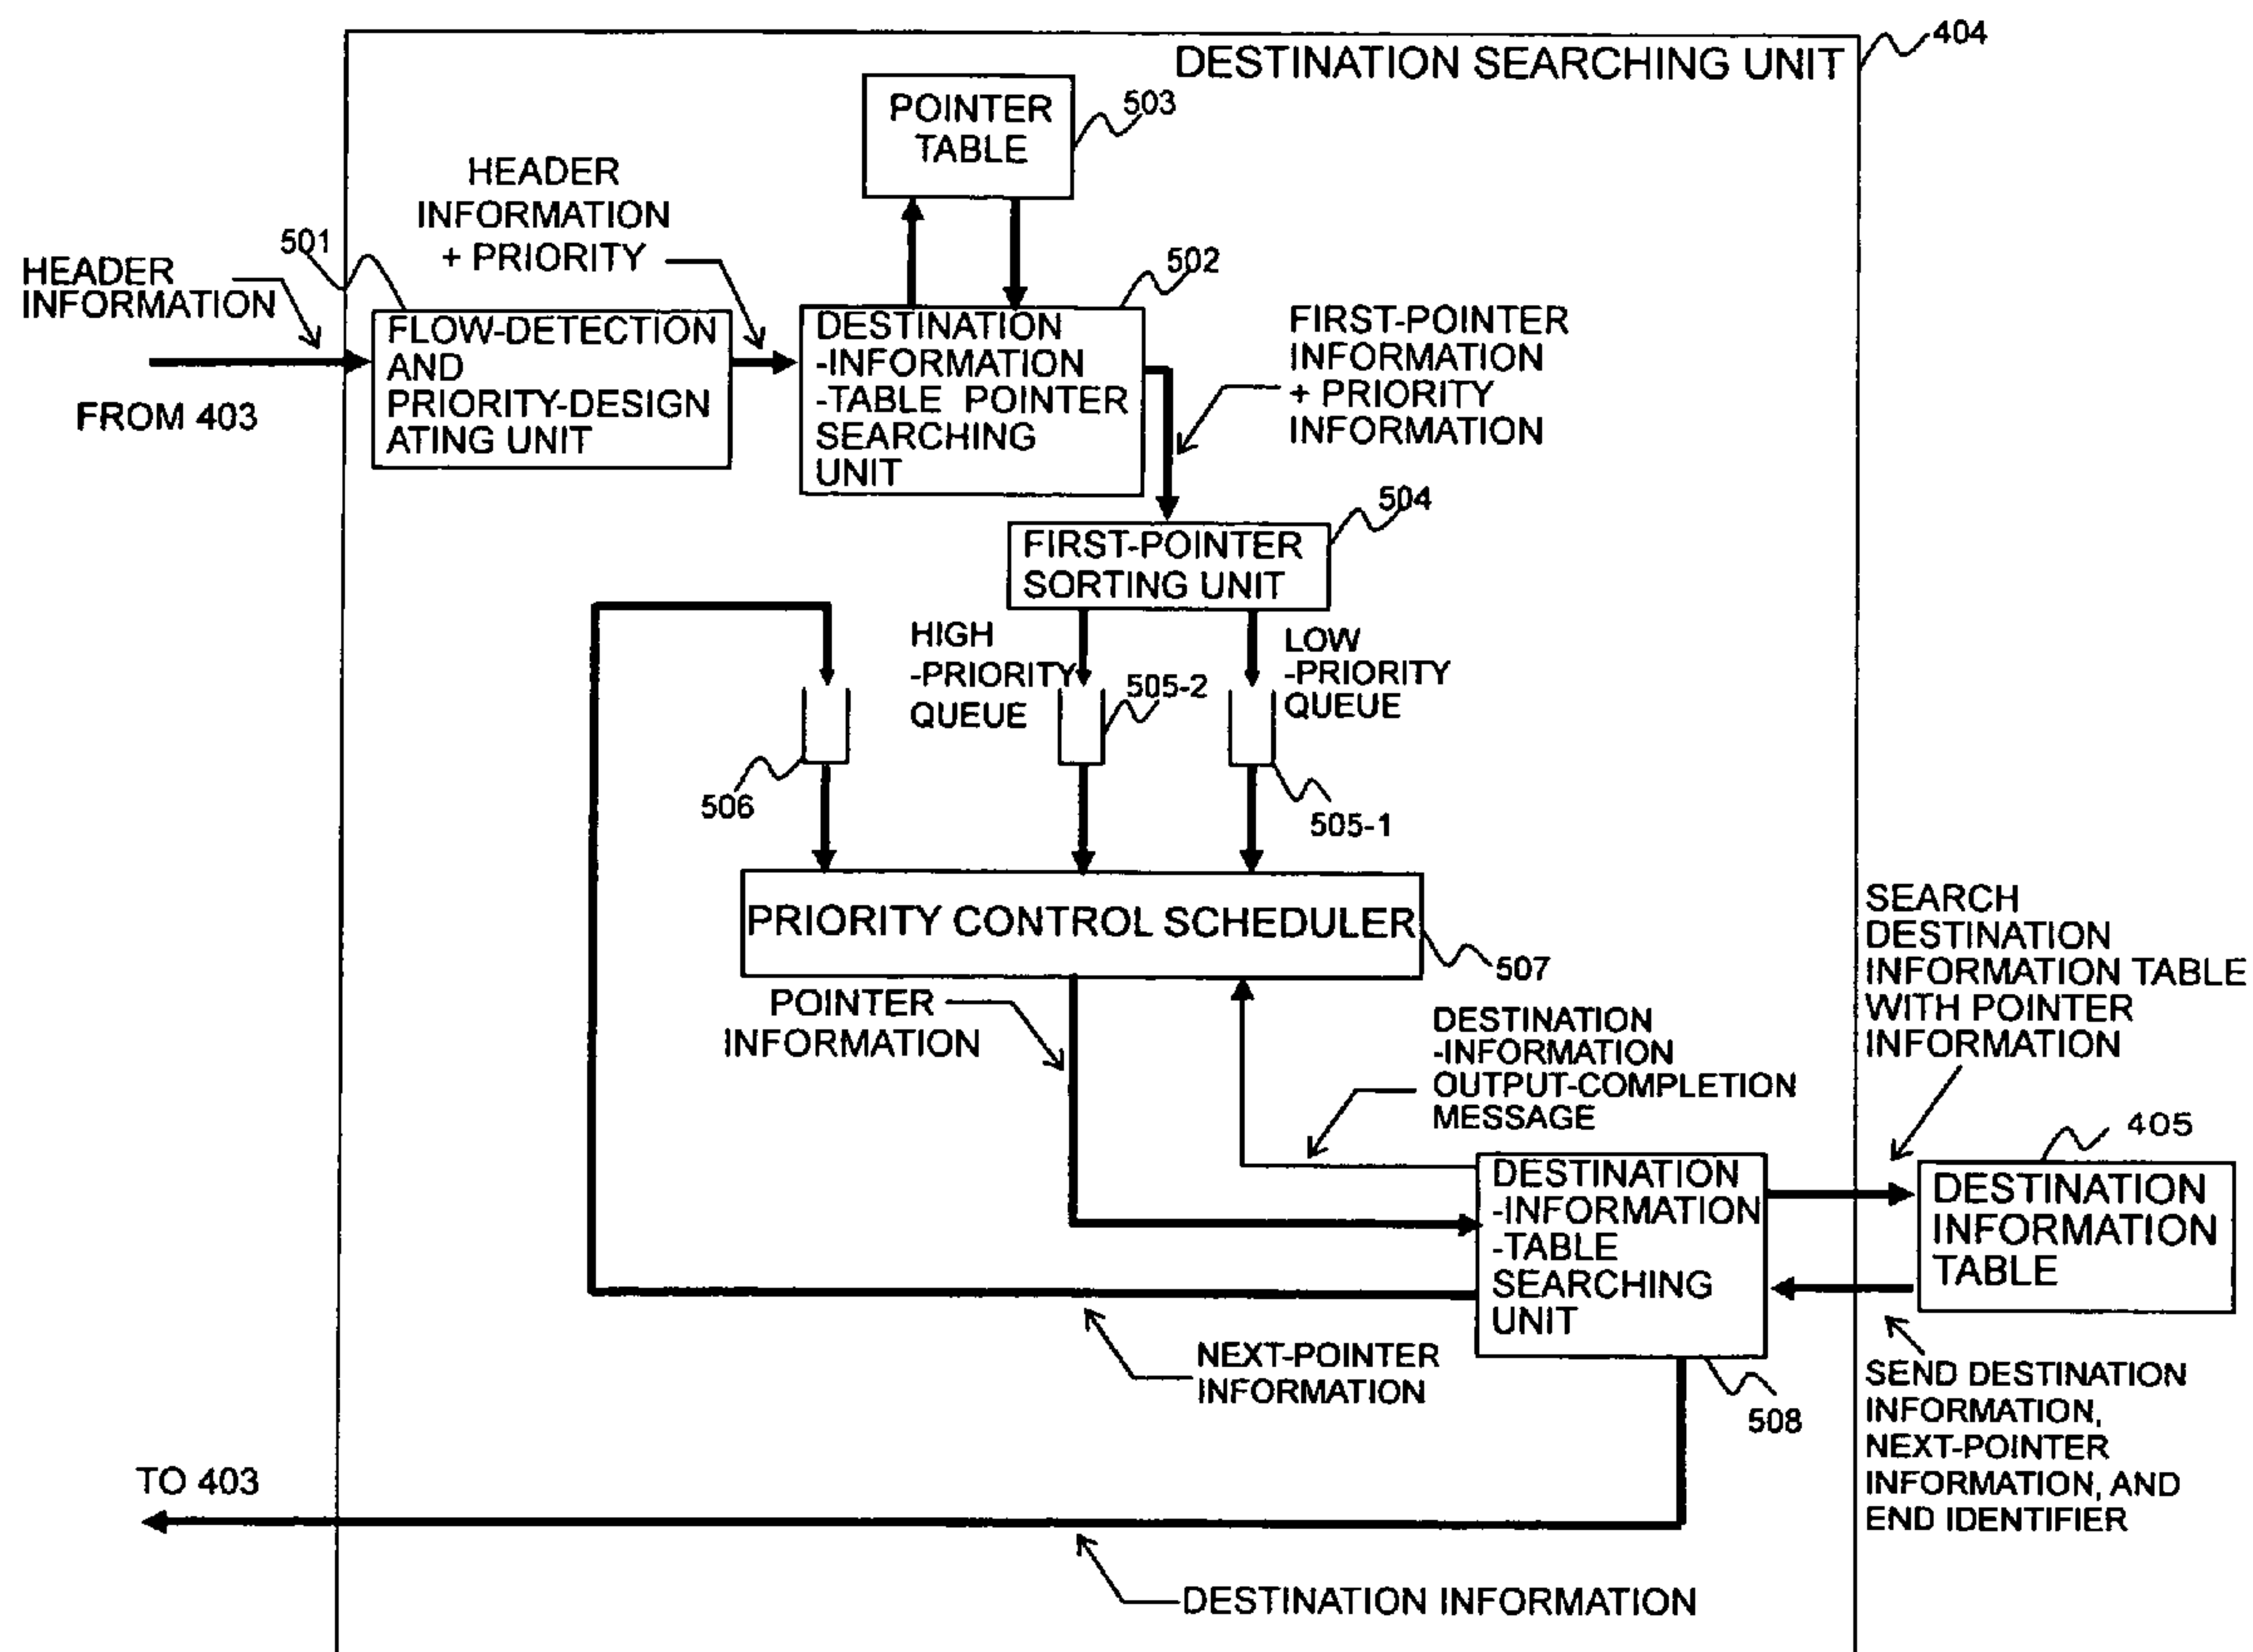 404
DESTINATION SEARCHING UNIT
POINTER
TABLE
503
HEADER
INFORMATION
+ PRIORITY
501
HEADER
INFORMATION
502
FLOW-DETECTION
AND
PRIORITY-DESIGN
ATING UNIT
DESTINATION
-INFORMATION
-TABLE POINTER
SEARCHING
UNIT
FIRST-POINTER
INFORMATION
+ PRIORITY
INFORMATION
FROM 403
504
FIRST-POINTER
SORTING UNIT
HIGH
-PRIORITY
QUEUE
505-2
LOW
-PRIORITY
QUEUE
506
505-1
PRIORITY CONTROL SCHEDULER
507
SEARCH
DESTINATION
INFORMATION TABLE
WITH POINTER
INFORMATION
POINTER
INFORMATION
DESTINATION
-INFORMATION
OUTPUT-COMPLETION
MESSAGE
405
DESTINATION
-INFORMATION
-TABLE
SEARCHING
UNIT
DESTINATION
INFORMATION
TABLE
NEXT-POINTER
INFORMATION
508
SEND DESTINATION
INFORMATION,
NEXT-POINTER
INFORMATION, AND
END IDENTIFIER
TO 403
DESTINATION INFORMATION